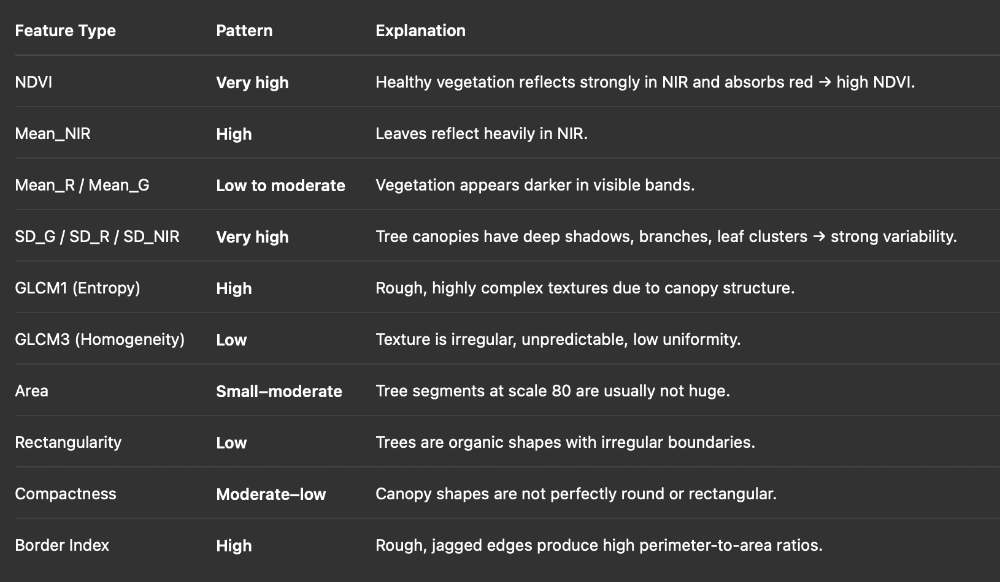 Feature Type Pattern Explanation
NDVI Very high Healthy vegetation reflects strongly in NIR and absorbs red → high NDVI.
Mean_NIR High Leaves reflect heavily in NIR.
Mean_R / Mean_G Low to moderate Vegetation appears darker in visible bands.
SD_G / SD_R / SD_NIR Very high Tree canopies have deep shadows, branches, leaf clusters → strong variability.
GLCM1 (Entropy) High Rough, highly complex textures due to canopy structure.
GLCM3 (Homogeneity) Low Texture is irregular, unpredictable, low uniformity.
Area Small–moderate Tree segments at scale 80 are usually not huge.
Rectangularity Low Trees are organic shapes with irregular boundaries.
Compactness Moderate–low Canopy shapes are not perfectly round or rectangular.
Border Index High Rough, jagged edges produce high perimeter-to-area ratios.